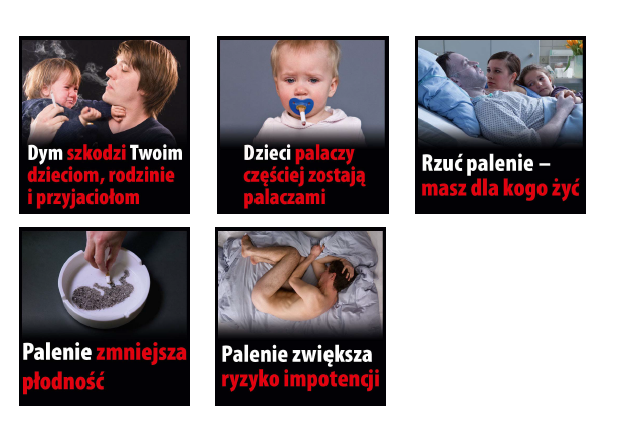 Dym szkodzi Twoim
dzieciom, rodzinie
i przyjaciołom
Dzieci palaczy
częściej zostają
palaczami
Rzuć palenie –
masz dla kogo żyć
Palenie zmniejsza
płodność
Palenie zwiększa
ryzyko impotencji